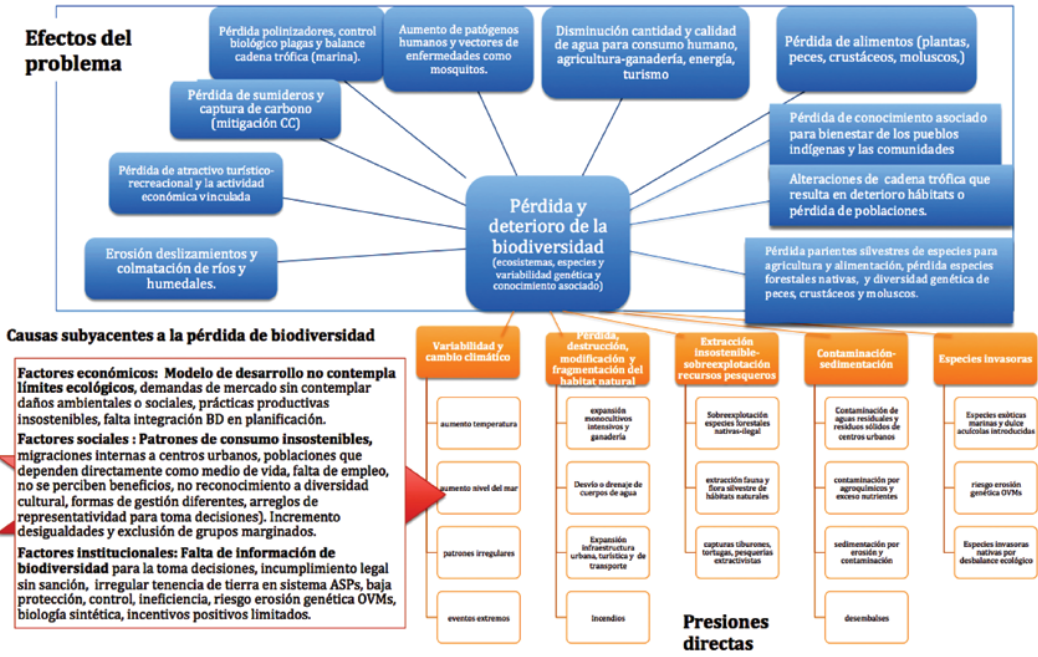 Efectos del
problema
Pérdida polinizadores, control
biológico plagas y balance
cadena trófica (marina).
Aumento de patógenos
humanos y vectores de
enfermedades como
mosquitos.
Disminución cantidad y calidad
de agua para consumo humano,
agricultura-ganadería, energía,
turismo
Pérdida de alimentos (plantas,
peces, crustáceos, moluscos,)
Pérdida de sumideros y
captura de carbono
(mitigación CC)
Pérdida de conocimiento asociado
para bienestar de los pueblos
indígenas y las comunidades
Pérdida de atractivo turístico-
recreacional y la actividad
económica vinculada
Alteraciones de cadena trófica que
resulta en deterioro hábitats o
pérdida de poblaciones.
Pérdida y
deterioro de la
biodiversidad
(ecosistemas, especies y
variabilidad genética y
conocimiento asociado)
Erosión deslizamientos y
colmatación de ríos y
humedales.
Pérdida parientes silvestres de especies para
agricultura y alimentación, pérdida especies
forestales nativas, y diversidad genética de
peces, crustáceos y moluscos.
Causas subyacentes a la pérdida de biodiversidad
Factores económicos: Modelo de desarrollo no contempla
límites ecológicos, demandas de mercado sin contemplar
daños ambientales o sociales, prácticas productivas
insostenibles, falta integración BD en planificación.
Factores sociales : Patrones de consumo insostenibles,
migraciones internas a centros urbanos, poblaciones que
dependen directamente como medio de vida, falta de empleo,
no se perciben beneficios, no reconocimiento a diversidad
cultural, formas de gestión diferentes, arreglos de
representatividad para toma decisiones). Incremento
desigualdades y exclusión de grupos marginados.
Factores institucionales: Falta de información de
biodiversidad para la toma decisiones, incumplimiento legal
sin sanción, irregular tenencia de tierra en sistema ASPs, baja
protección, control, ineficiencia, riesgo erosión genética OVMs,
biología sintética, incentivos positivos limitados.
Variabilidad y
cambio climático
aumento temperatura
aumento nivel del mar
patrones irregulares
eventos extremos
Pérdida,
destrucción,
modificación y
fragmentación del
habitat natural
expansión
monocultivos
intensivos y
ganadería
Desvío o drenaje de
cuerpos de agua
Expansión
infraestructura
urbana, turística y de
transporte
Incendios
Extracción
insostenible-
sobreexplotación
recursos pesqueros
Sobreexplotación
especies forestales
nativas-ilegal
extracción fauna y
flora silvestre de
hábitats naturales
capturas tiburones,
tortugas, pesquerías
extractivistas
Contaminación-
sedimentación
Contaminación de
aguas residuales y
residuos sólidos de
centros urbanos
contaminación por
agroquímicos y
exceso nutrientes
sedimentación por
erosión y
contaminación
desembalses
Especies invasoras
Especies exóticas
marinas y dulce
acuícolas introducidas
riesgo erosión
genética OVMs
Especies invasoras
nativas por
desbalance ecológico
Presiones
directas